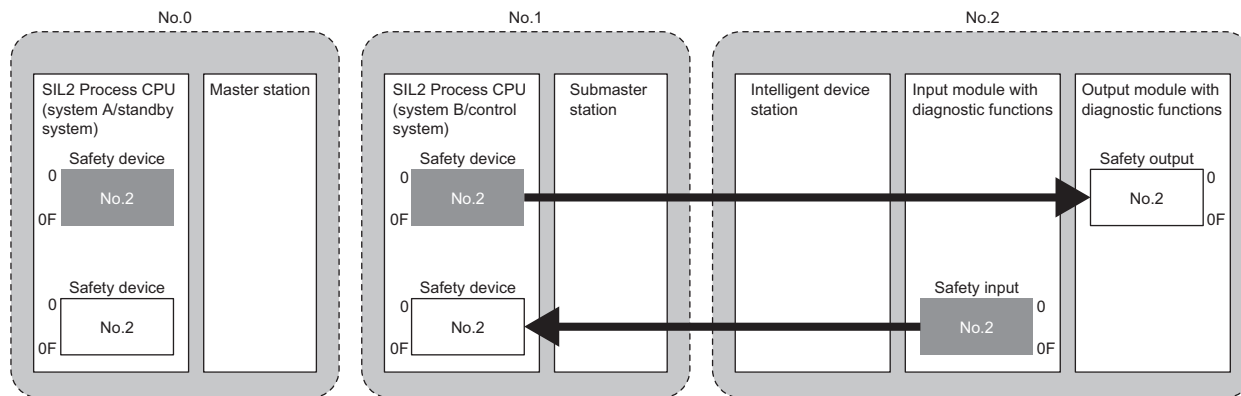 No.0
No.1
No.2
SIL2 Process CPU
(system A/standby
system)
Master station
Safety device
0
No.2
0F
Safety device
0
No.2
0F
SIL2 Process CPU
(system B/control
system)
Submaster
station
Safety device
0
No.2
0F
Safety device
0
No.2
0F
Intelligent device
station
Input module with
diagnostic functions
Output module with
diagnostic functions
Safety output
0
No.2
0F
Safety input
0
No.2
0F